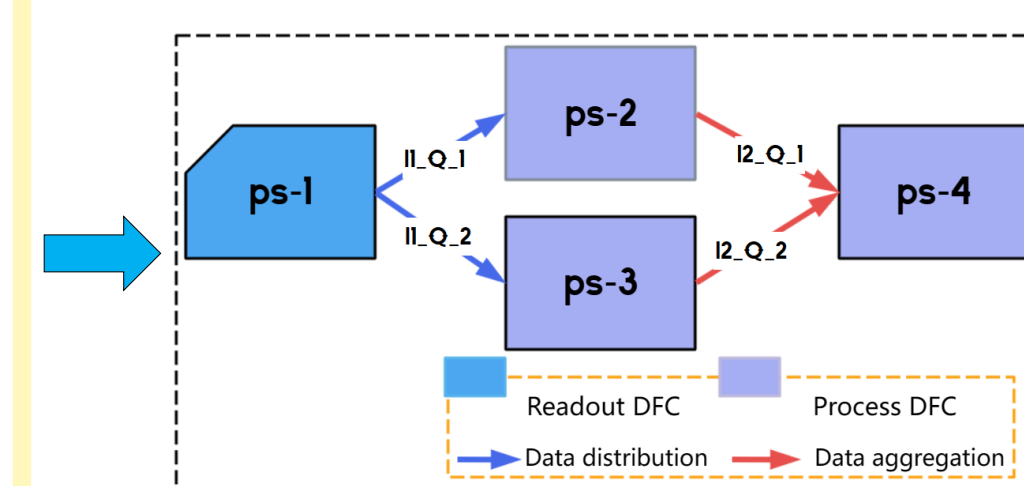 ps-1
l1_Q_1
l1_Q_2
ps-2
ps-3
l2_Q_1
l2_Q_2
ps-4
Readout DFC
Process DFC
Data distribution
Data aggregation